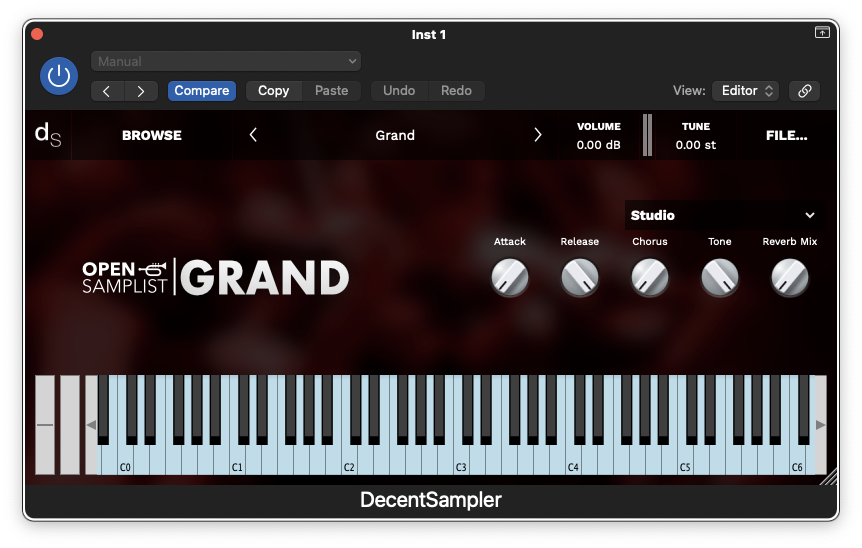 Inst 1
Manual
Compare
Copy
Paste
Undo
Redo
View:
Editor
ds
BROWSE
Grand
VOLUME
0.00 dB
TUNE
0.00 st
FILE...
Studio
Attack
Release
Chorus
Tone
Reverb Mix
OPEN
SAMPLIST
GRAND
C0
C1
C2
C3
C4
C5
C6
DecentSampler